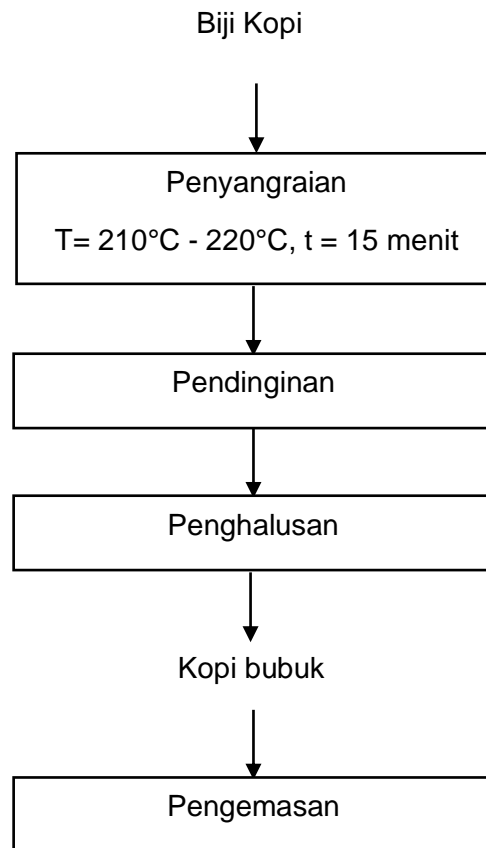 Biji Kopi
Penyangraian
T= 210°C - 220°C, t = 15 menit
Pendinginan
Penghalusan
Kopi bubuk
Pengemasan